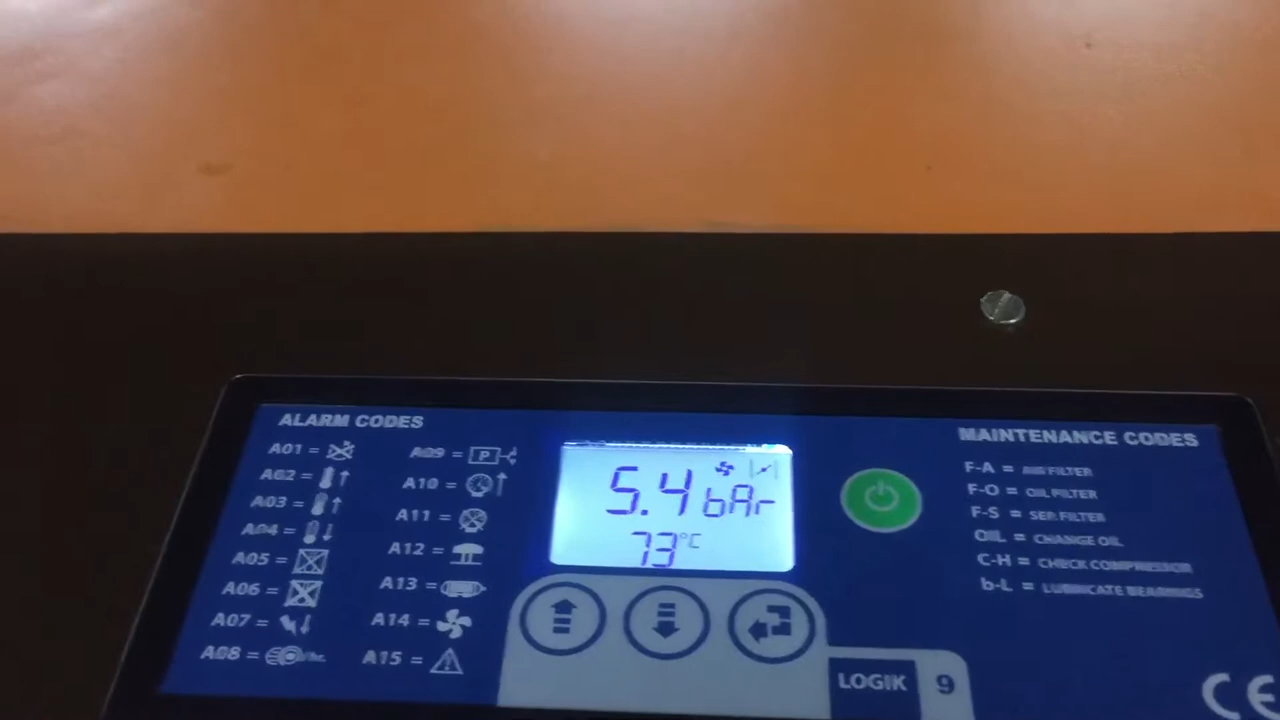 ALARM CODES
A01 =
A02 =
A03 =
A04 =
A05 =
A06 =
A07 =
A08 =
A09 = P
A10 =
A11 =
A12 =
A13 =
A14 =
A15 =
5.4 bAr
73°C
MAINTENANCE CODES
F-A = AIR FILTER
F-O = OIL FILTER
F-S = SEP. FILTER
OIL = CHANGE OIL
C-H = CHECK COMPRESSOR
b-L = LUBRICATE BEARINGS
LOGIK 9
CE